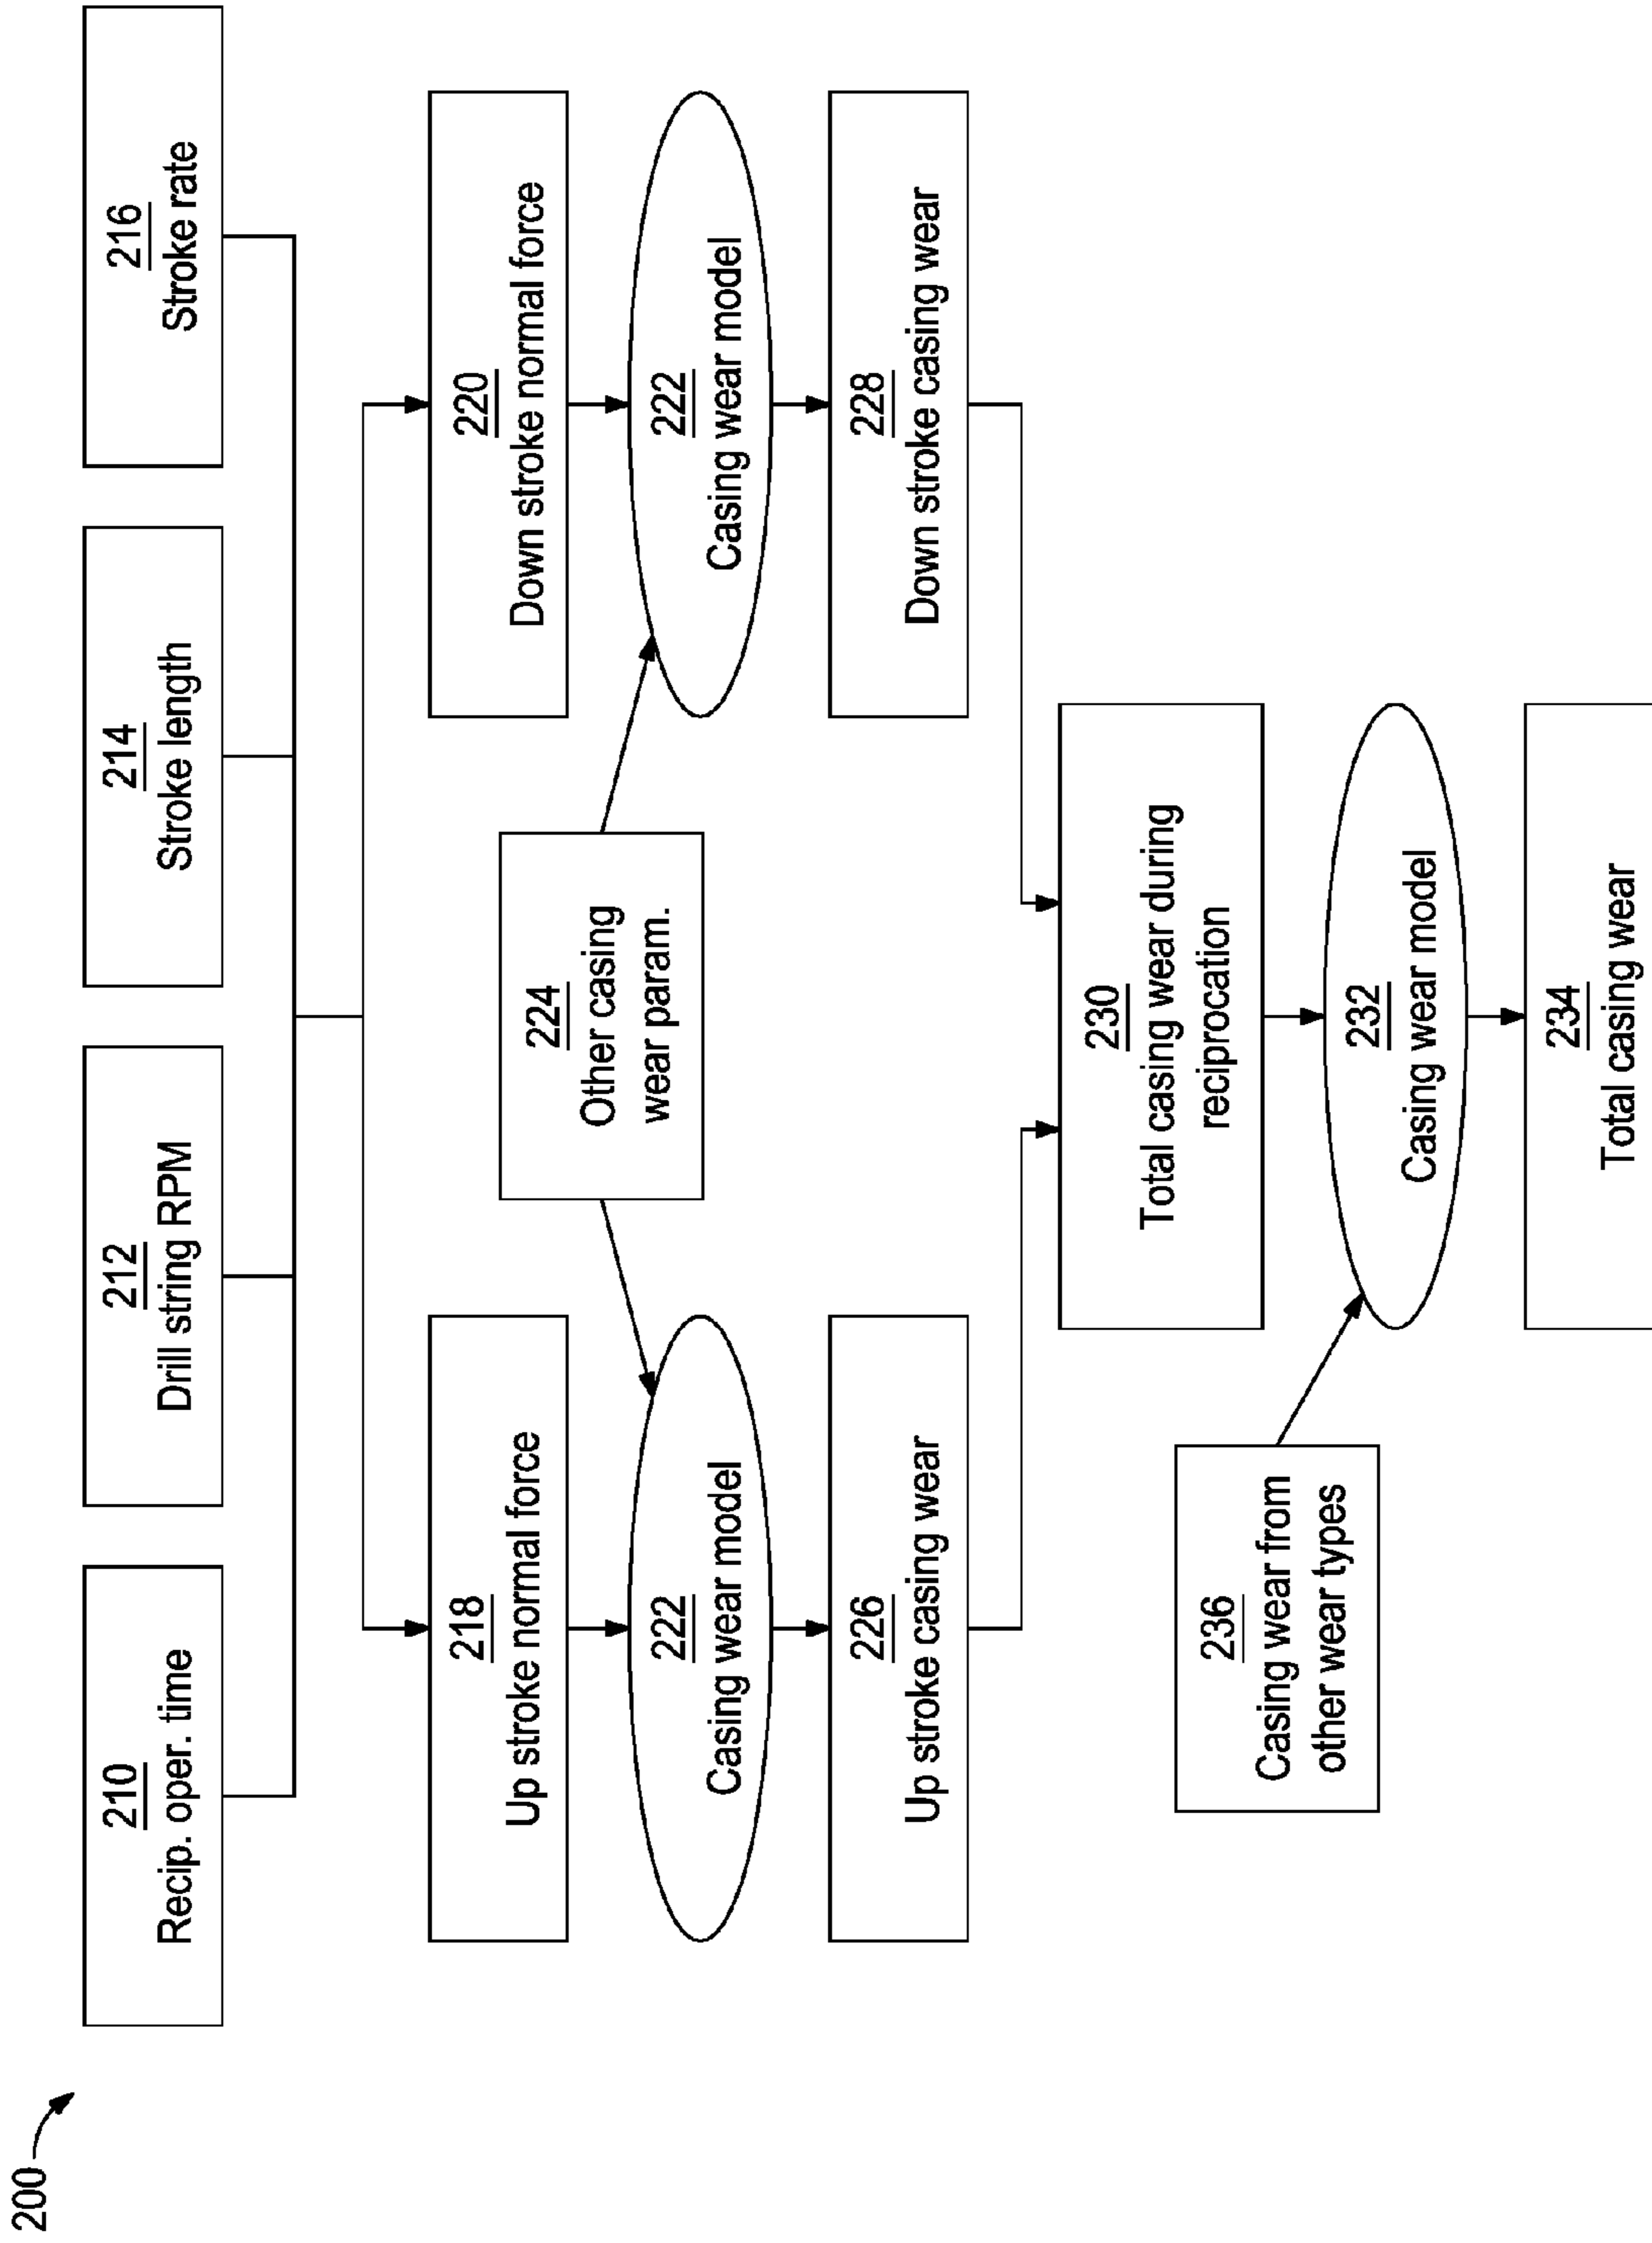 200
210
Recip. oper. time
212
Drill string RPM
214
Stroke length
216
Stroke rate
218
Up stroke normal force
220
Down stroke normal force
224
Other casing
wear param.
222
Casing wear model
222
Casing wear model
226
Up stroke casing wear
228
Down stroke casing wear
230
Total casing wear during
reciprocation
236
Casing wear from
other wear types
232
Casing wear model
234
Total casing wear